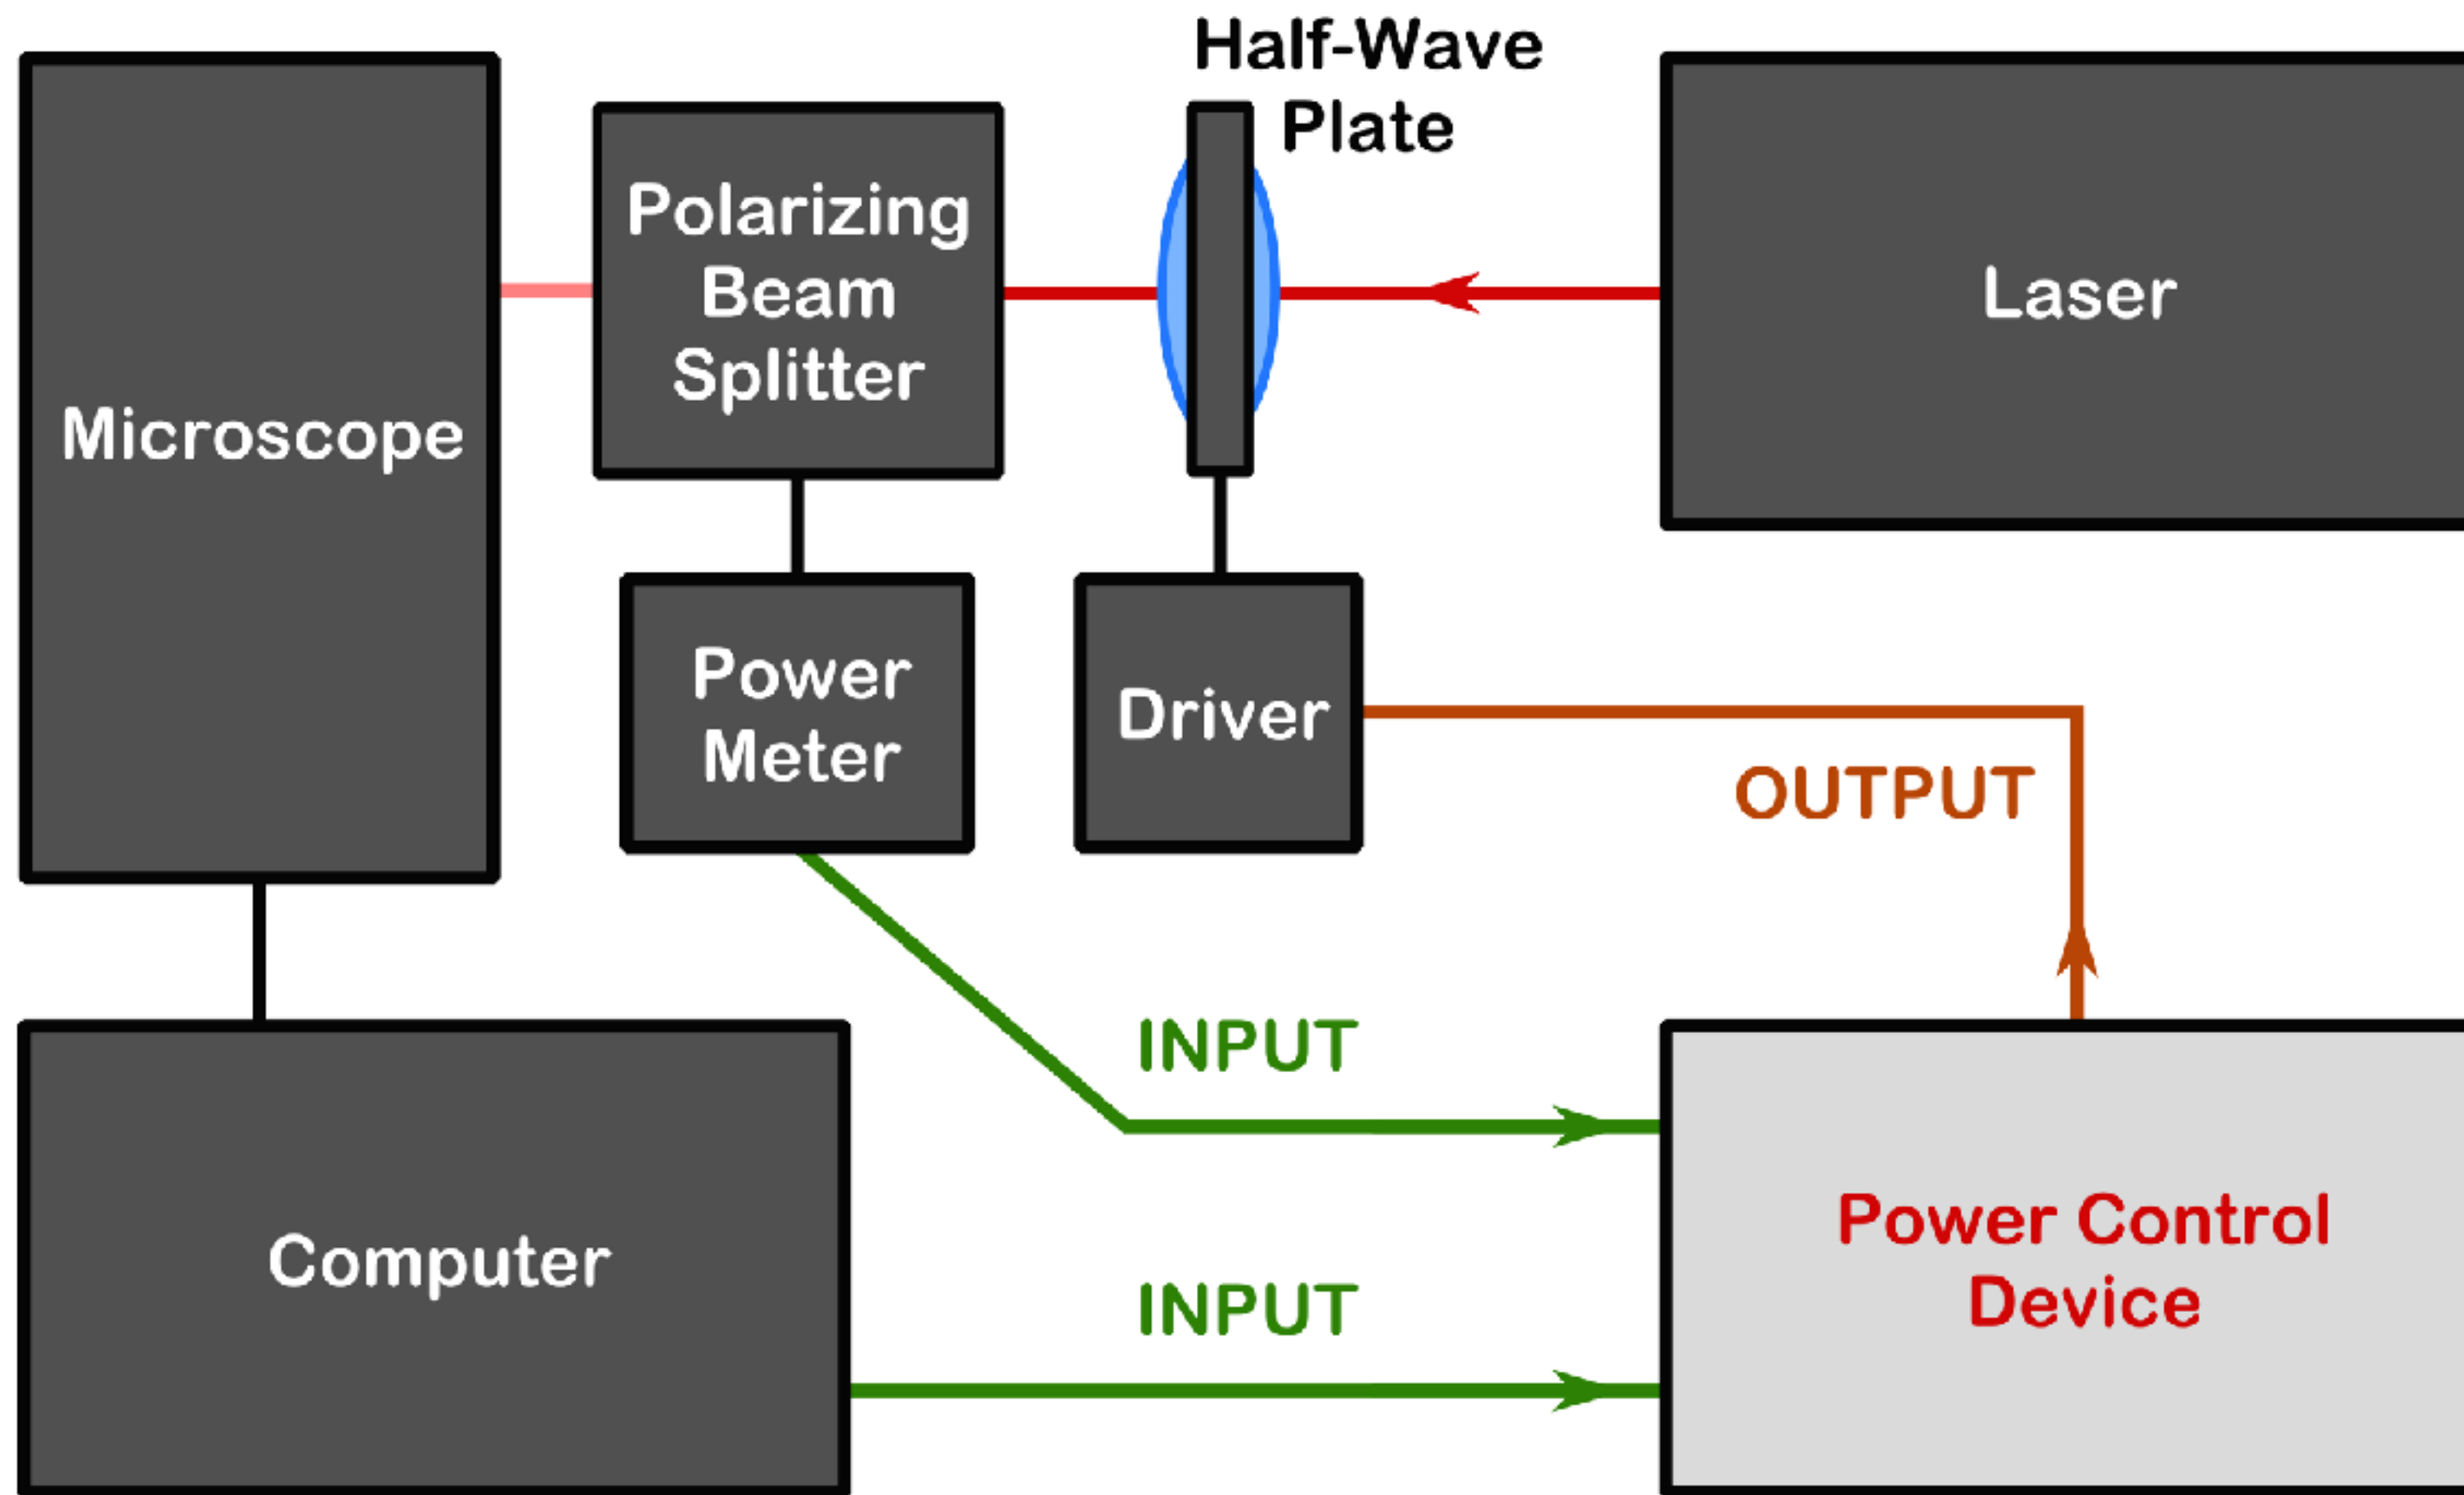 Half-Wave
Plate
Polarizing
Beam
Splitter
Laser
Microscope
Power
Meter
Driver
OUTPUT
INPUT
Power Control
Device
Computer
INPUT